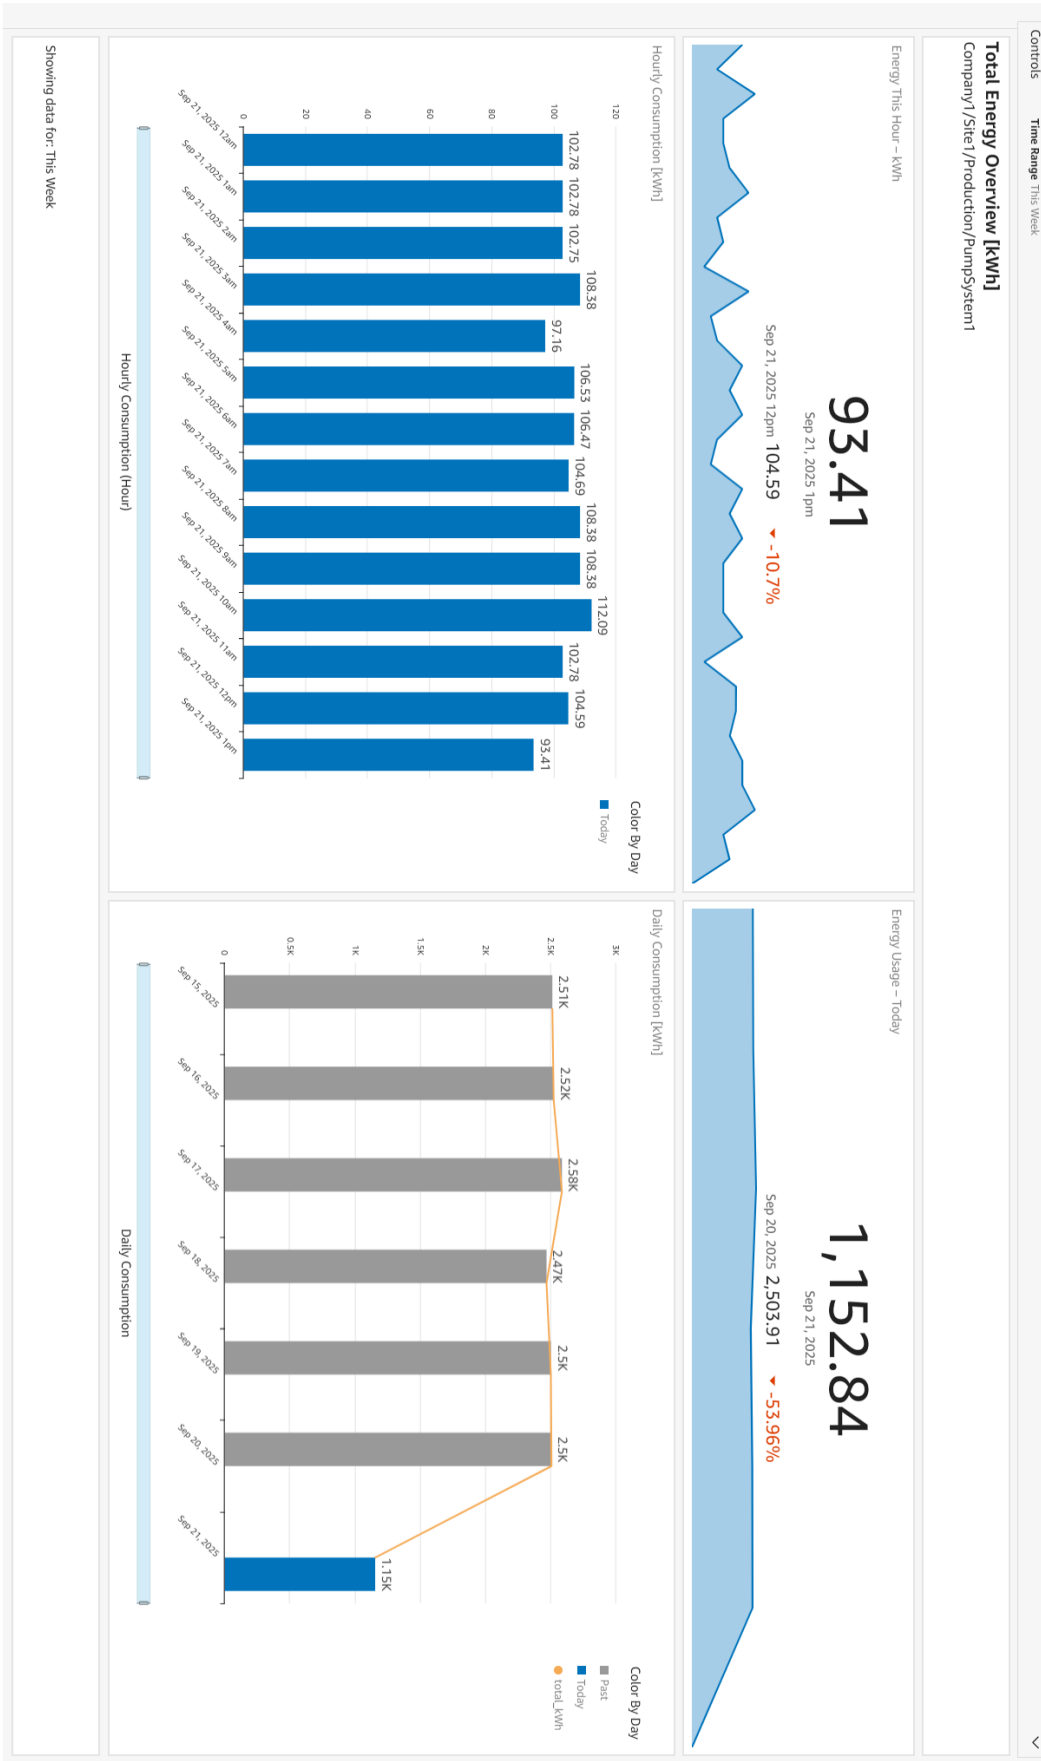 Controls
Time Range This Week
Total Energy Overview [kWh]
Company1/Site1/Production/PumpSystem1
Energy This Hour – kWh
93.41
Sep 21, 2025 1pm
Sep 21, 2025 12pm 104.59 -10.7%
Energy Usage – Today
1,152.84
Sep 21, 2025
Sep 20, 2025 2,503.91 -53.96%
Hourly Consumption [kWh]
120
100
80
60
40
20
0
102.78
102.78
102.75
108.38
97.16
106.53
106.47
104.69
108.38
108.38
112.09
102.78
104.59
93.41
Sep 21, 2025 12am
Sep 21, 2025 1am
Sep 21, 2025 2am
Sep 21, 2025 3am
Sep 21, 2025 4am
Sep 21, 2025 5am
Sep 21, 2025 6am
Sep 21, 2025 7am
Sep 21, 2025 8am
Sep 21, 2025 9am
Sep 21, 2025 10am
Sep 21, 2025 11am
Sep 21, 2025 12pm
Sep 21, 2025 1pm
Hourly Consumption (Hour)
Color By Day
Today
Daily Consumption [kWh]
3K
2.5K
2K
1.5K
1K
0.5K
0
2.51K
2.52K
2.58K
2.47K
2.5K
2.5K
1.15K
Sep 15, 2025
Sep 16, 2025
Sep 17, 2025
Sep 18, 2025
Sep 19, 2025
Sep 20, 2025
Sep 21, 2025
Daily Consumption
Color By Day
Past
Today
total_kWh
Showing data for: This Week